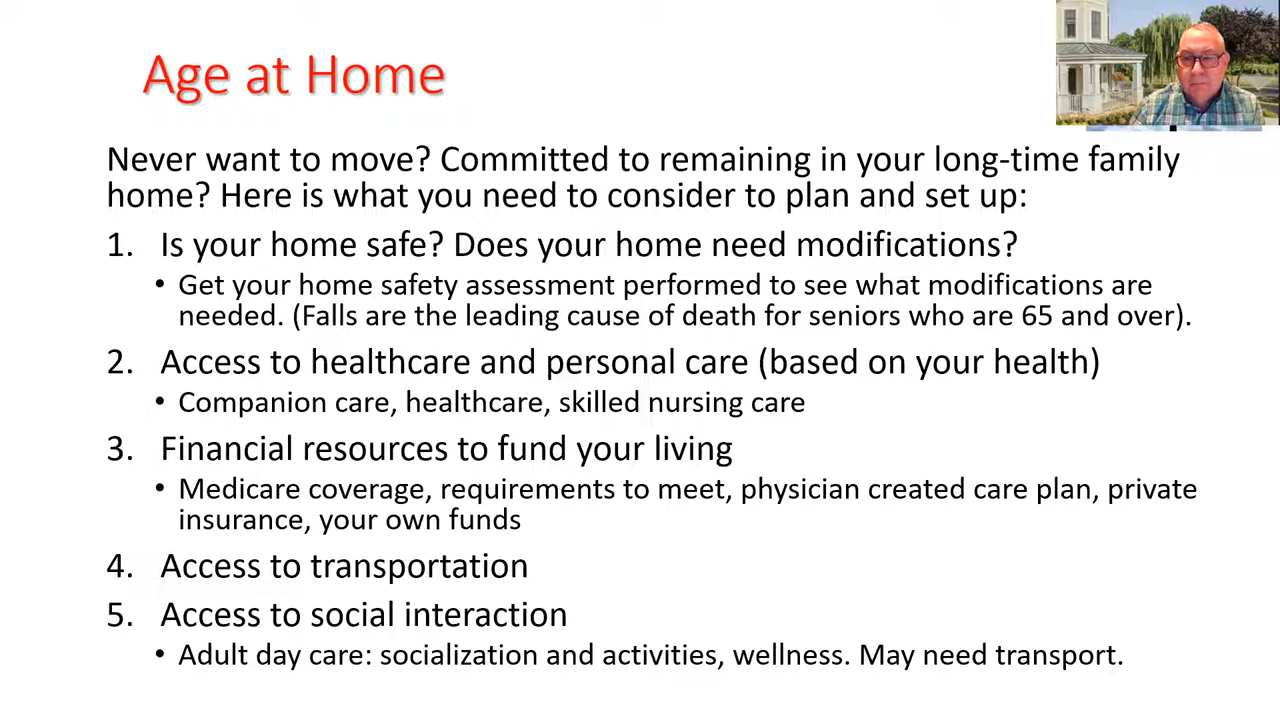 Age at Home
Never want to move? Committed to remaining in your long-time family
home? Here is what you need to consider to plan and set up:
1. Is your home safe? Does your home need modifications?
• Get your home safety assessment performed to see what modifications are
needed. (Falls are the leading cause of death for seniors who are 65 and over).
2. Access to healthcare and personal care (based on your health)
• Companion care, healthcare, skilled nursing care
3. Financial resources to fund your living
• Medicare coverage, requirements to meet, physician created care plan, private
insurance, your own funds
4. Access to transportation
5. Access to social interaction
• Adult day care: socialization and activities, wellness. May need transport.